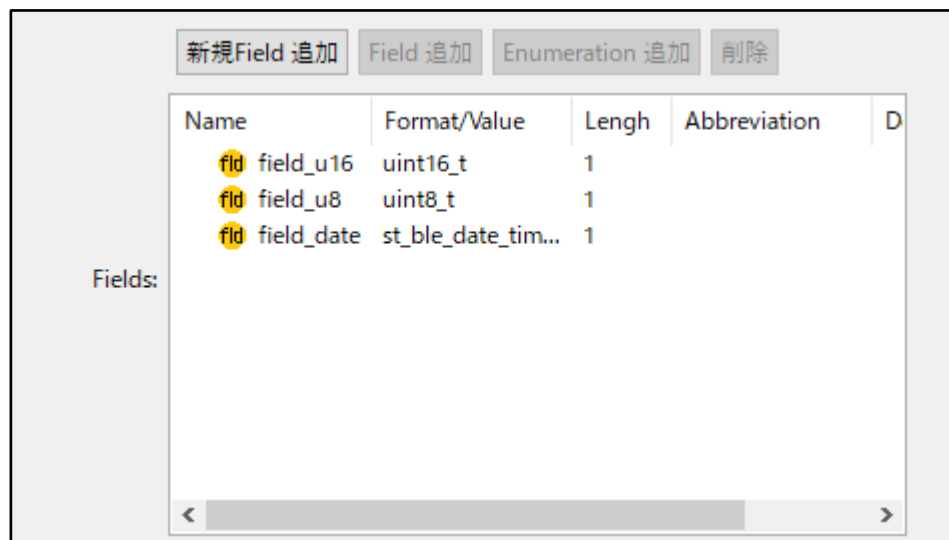 新規Field 追加 Field 追加 Enumeration 追加 削除
Name Format/Value Lengh Abbreviation D
fld field_u16 uint16_t 1
fld field_u8 uint8_t 1
fld field_date st_ble_date_tim... 1
Fields: